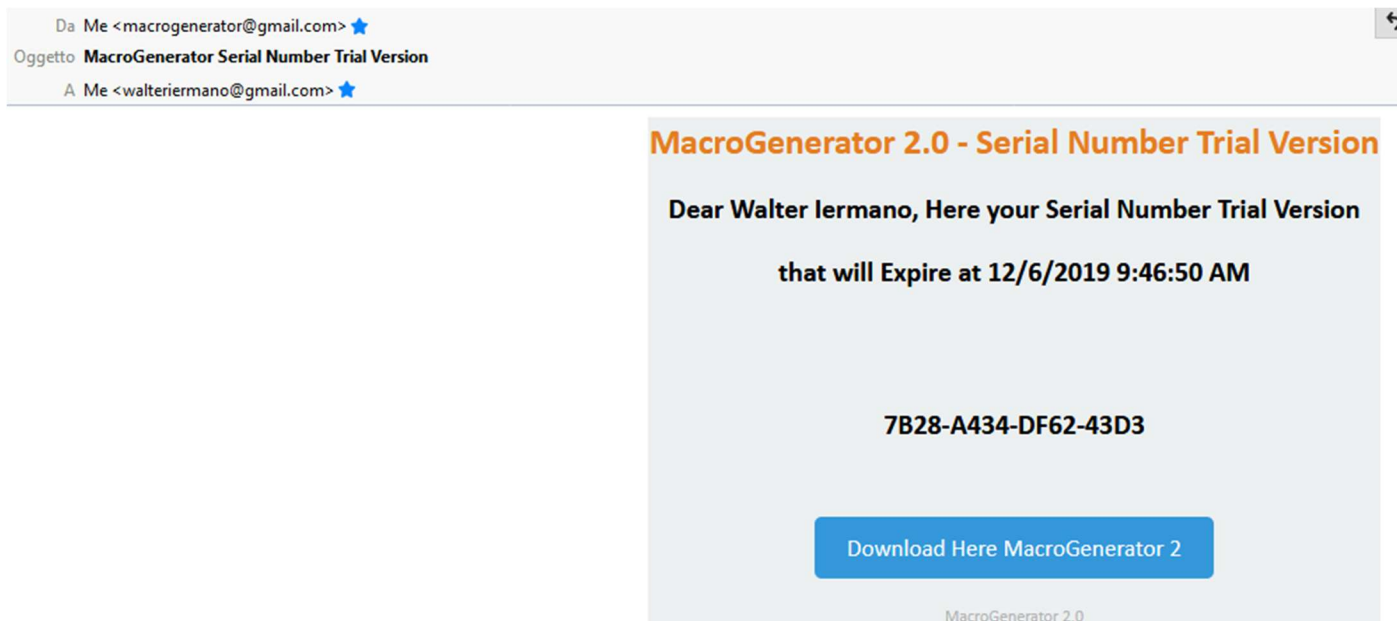 Da Me <macrogenerator@gmail.com>
Oggetto MacroGenerator Serial Number Trial Version
A Me <walteriermano@gmail.com>
MacroGenerator 2.0 - Serial Number Trial Version
Dear Walter Iermano, Here your Serial Number Trial Version
that will Expire at 12/6/2019 9:46:50 AM
7B28-A434-DF62-43D3
Download Here MacroGenerator 2
MacroGenerator 2.0